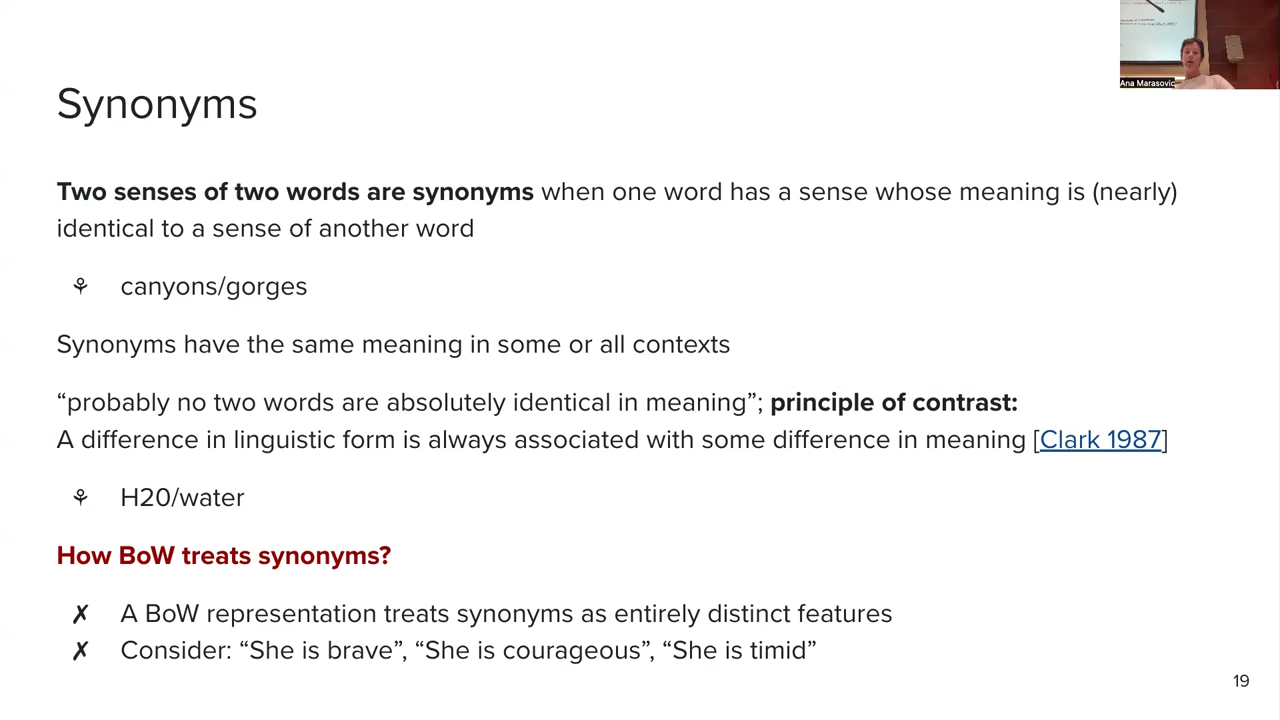 Ana Marasovic
Synonyms
Two senses of two words are synonyms when one word has a sense whose meaning is (nearly)
identical to a sense of another word
⚘ canyons/gorges
Synonyms have the same meaning in some or all contexts
“probably no two words are absolutely identical in meaning”; principle of contrast:
A difference in linguistic form is always associated with some difference in meaning [Clark 1987]
⚘ H20/water
How BoW treats synonyms?
✗ A BoW representation treats synonyms as entirely distinct features
✗ Consider: “She is brave”, “She is courageous”, “She is timid”
19